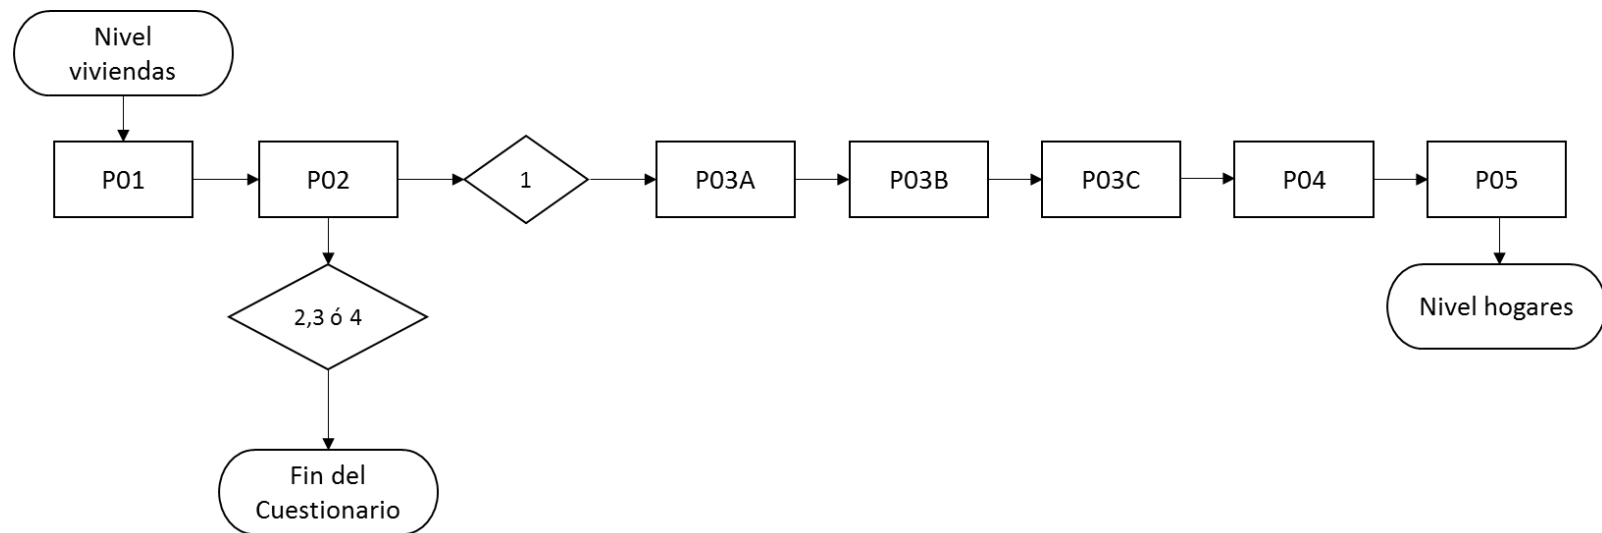 Nivel
viviendas
P01
P02
1
P03A
P03B
P03C
P04
P05
2,3 ó 4
Nivel hogares
Fin del
Cuestionario